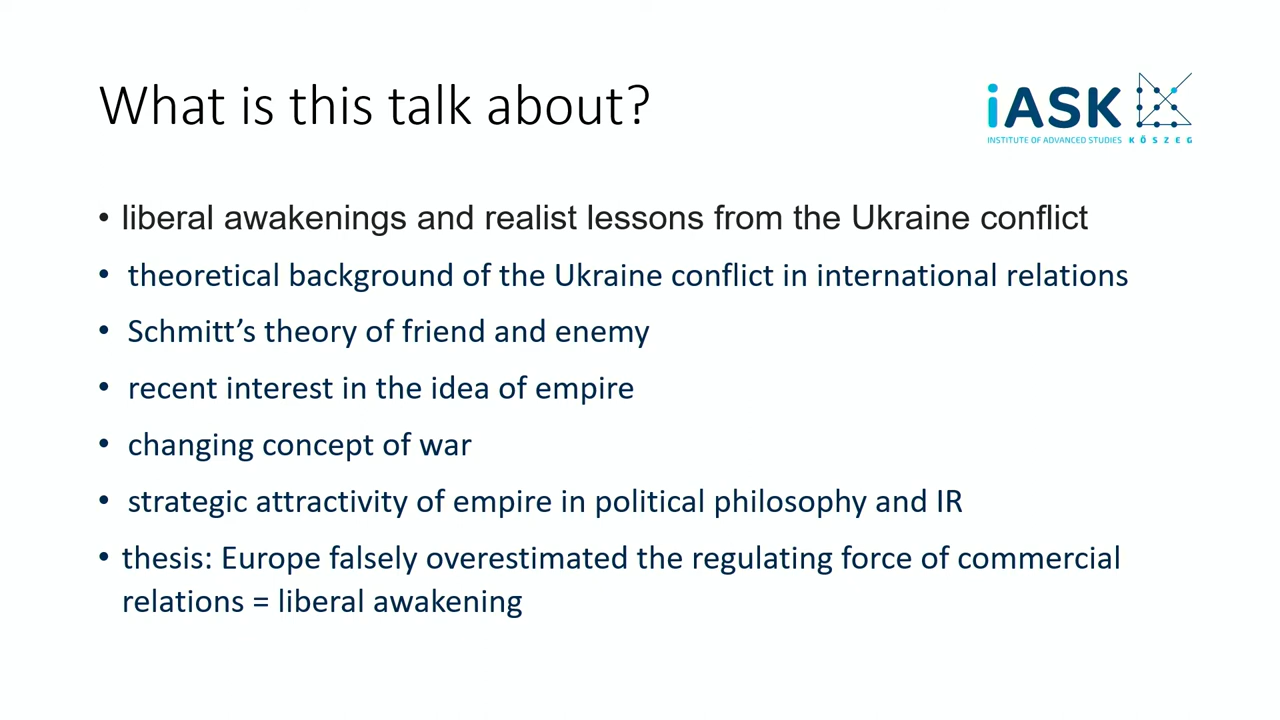 What is this talk about?
iASK
INSTITUTE OF ADVANCED STUDIES KŐSZEG
• liberal awakenings and realist lessons from the Ukraine conflict
• theoretical background of the Ukraine conflict in international relations
• Schmitt’s theory of friend and enemy
• recent interest in the idea of empire
• changing concept of war
• strategic attractivity of empire in political philosophy and IR
• thesis: Europe falsely overestimated the regulating force of commercial
relations = liberal awakening